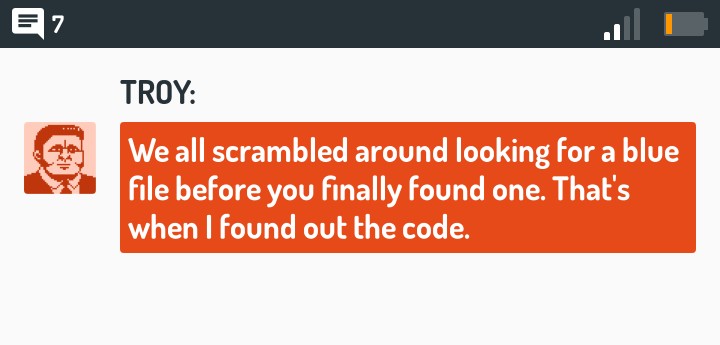 7
TROY:
We all scrambled around looking for a blue
file before you finally found one. That's
when I found out the code.